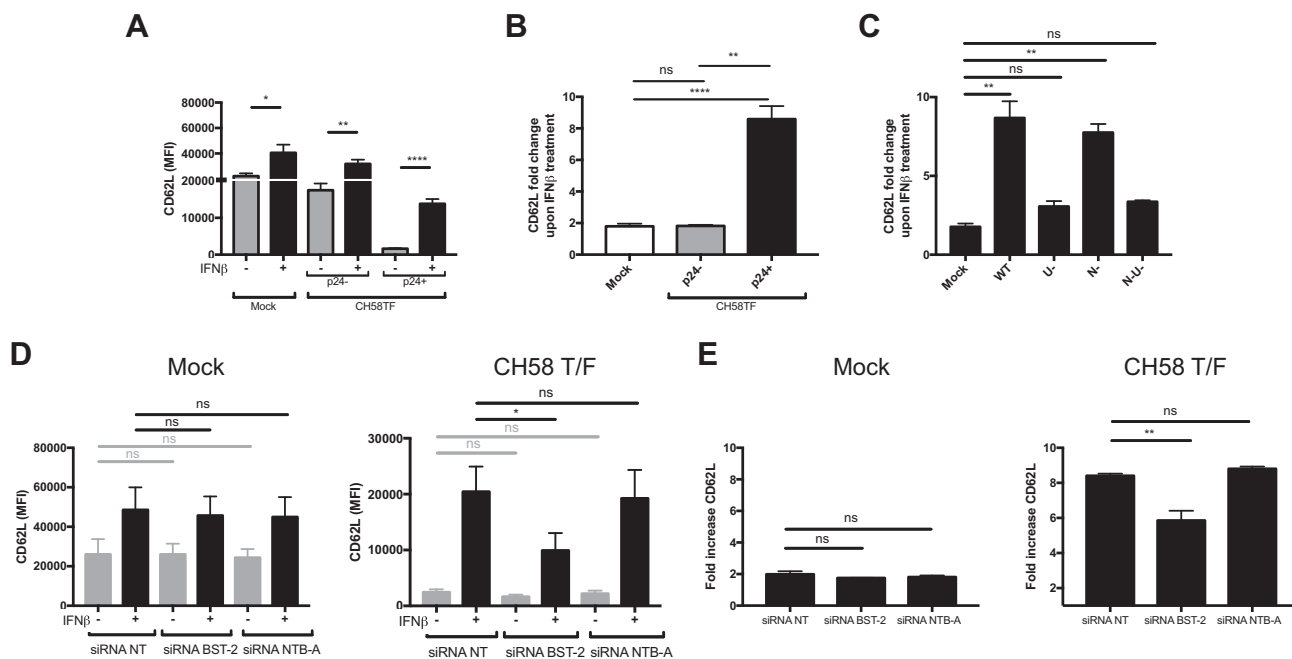 A
CD62L (MFI)
80000
60000
40000
20000
10000
0
*
**
****
IFNβ - + - + - +
p24- p24+
Mock CH58TF
B
CD62L fold change
upon IFNβ treatment
10
8
6
4
2
0
ns
**
****
Mock p24- p24+
CH58TF
C
CD62L fold change
upon IFNβ treatment
10
5
0
ns
**
ns
**
Mock WT U- N- N-U-
D
Mock
CD62L (MFI)
80000
60000
40000
20000
0
ns
ns
ns
ns
IFNβ - + - + - +
siRNA NT siRNA BST-2 siRNA NTB-A
CH58 T/F
CD62L (MFI)
30000
20000
10000
0
ns
*
ns
ns
IFNβ - + - + - +
siRNA NT siRNA BST-2 siRNA NTB-A
E
Mock
Fold increase CD62L
10
8
6
4
2
0
ns
ns
siRNA NT siRNA BST-2 siRNA NTB-A
CH58 T/F
Fold increase CD62L
10
8
6
4
2
ns
**
siRNA NT siRNA BST-2 siRNA NTB-A